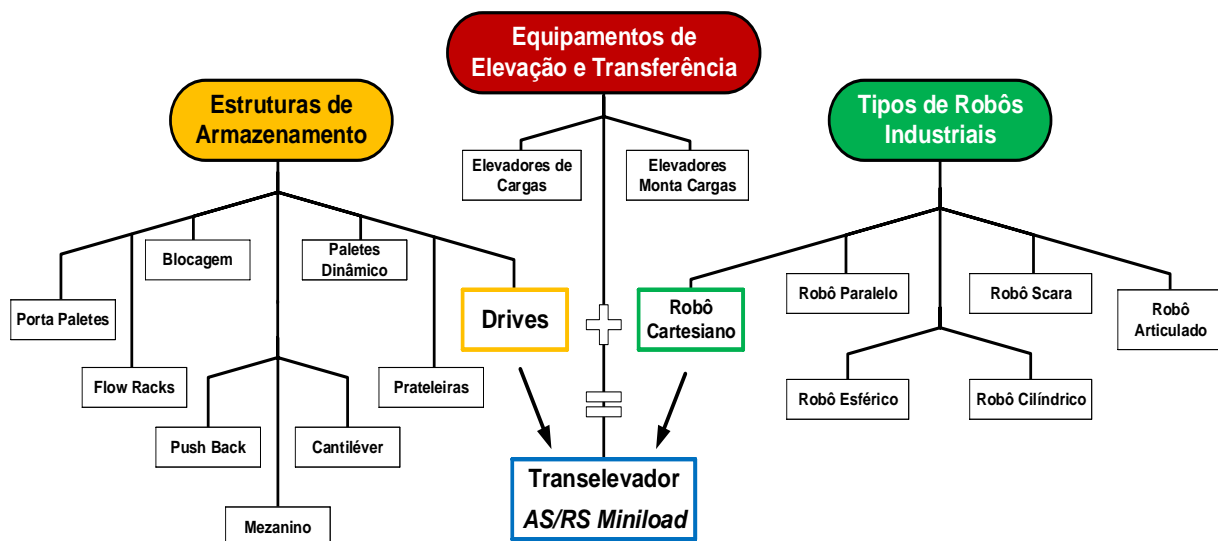 Equipamentos de
Elevação e Transferência
Estruturas de
Armazenamento
Tipos de Robôs
Industriais
Elevadores de
Cargas
Elevadores
Monta Cargas
Blocagem
Paletes
Dinâmico
Porta Paletes
Drives
Robô
Cartesiano
Robô Paralelo
Robô Scara
Robô
Articulado
Flow Racks
Prateleiras
Robô Esférico
Robô Cilíndrico
Push Back
Cantiléver
Transelevador
AS/RS Miniload
Mezanino